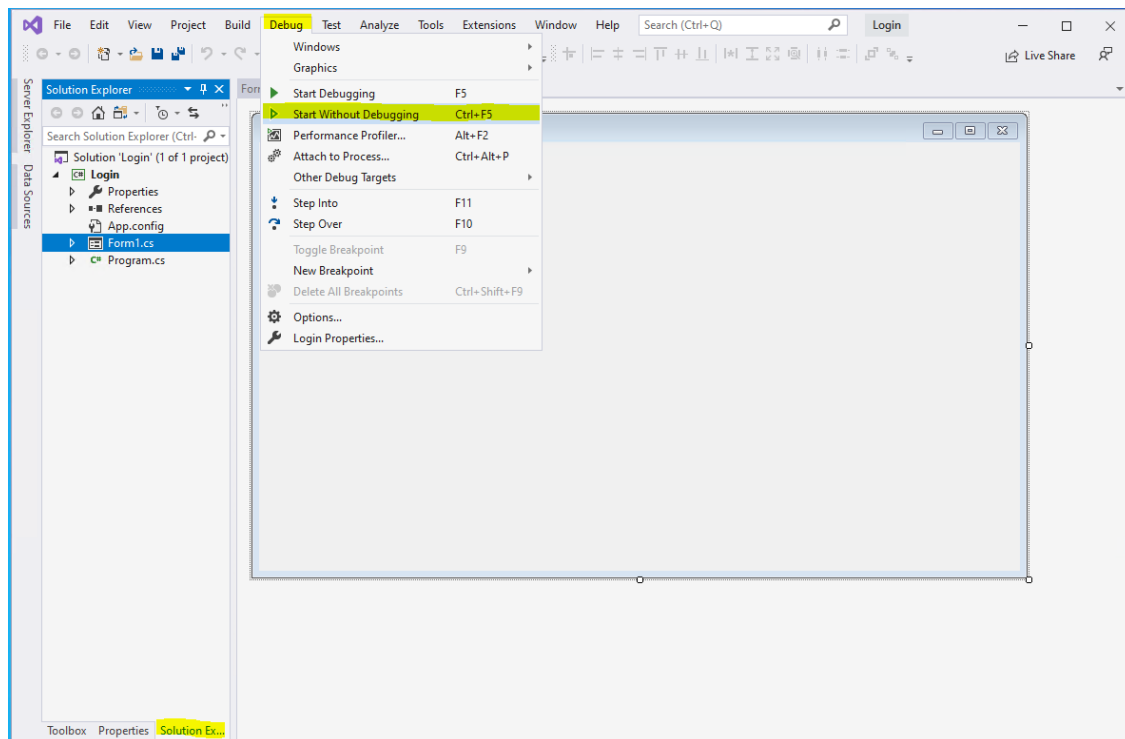 File Edit View Project Build Debug Test Analyze Tools Extensions Window Help Search (Ctrl+Q) Login
Live Share
Server Explorer
Data Sources
Solution Explorer
Search Solution Explorer (Ctrl-
Solution 'Login' (1 of 1 project)
C# Login
Properties
References
App.config
Form1.cs
C# Program.cs
Forr
Windows
Graphics
Start Debugging F5
Start Without Debugging Ctrl+F5
Performance Profiler... Alt+F2
Attach to Process... Ctrl+Alt+P
Other Debug Targets
Step Into F11
Step Over F10
Toggle Breakpoint F9
New Breakpoint
Delete All Breakpoints Ctrl+Shift+F9
Options...
Login Properties...
Toolbox Properties Solution Ex...